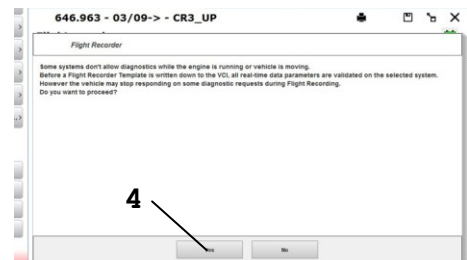 646.963 - 03/09-> - CR3_UP
Flight Recorder
Some systems don't allow diagnostics while the engine is running or vehicle is moving.
Before a Flight Recorder Template is written down to the VCI, all real-time data parameters are validated on the selected system.
However the vehicle may stop responding on some diagnostic requests during Flight Recording.
Do you want to proceed?
4
Yes
No